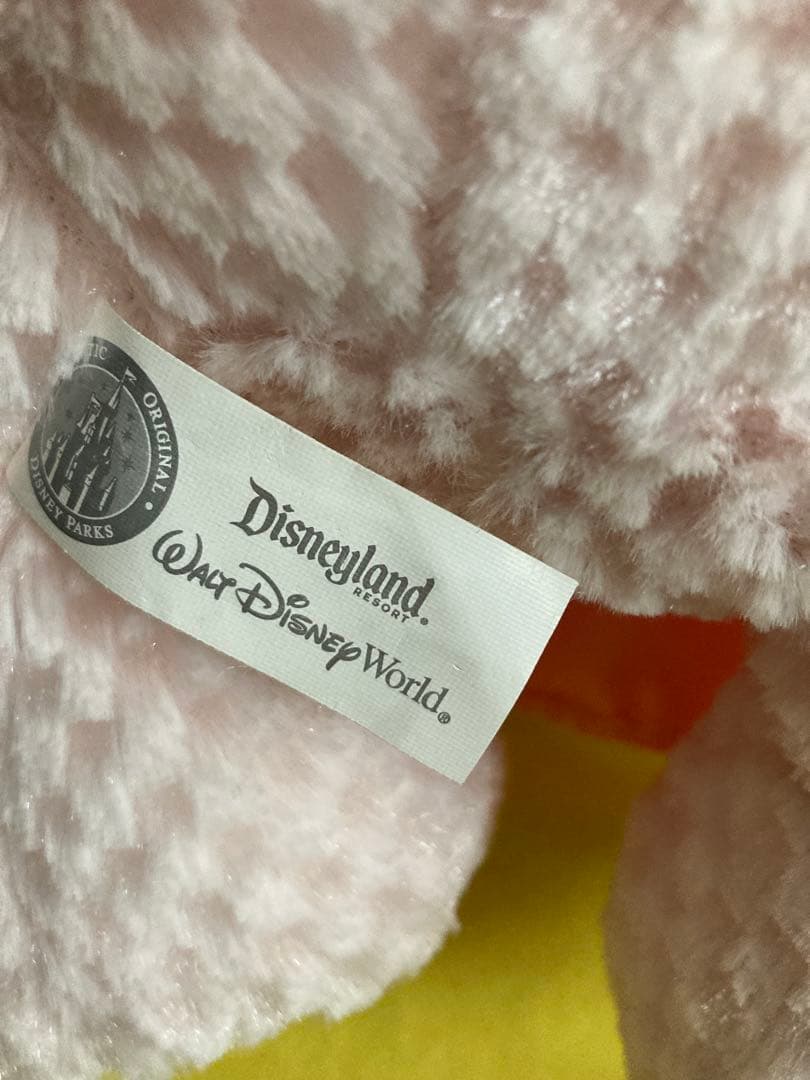 ORIGINAL •
DISNEY PARKS
Disneyland
RESORT®
WALT DISNEY World®